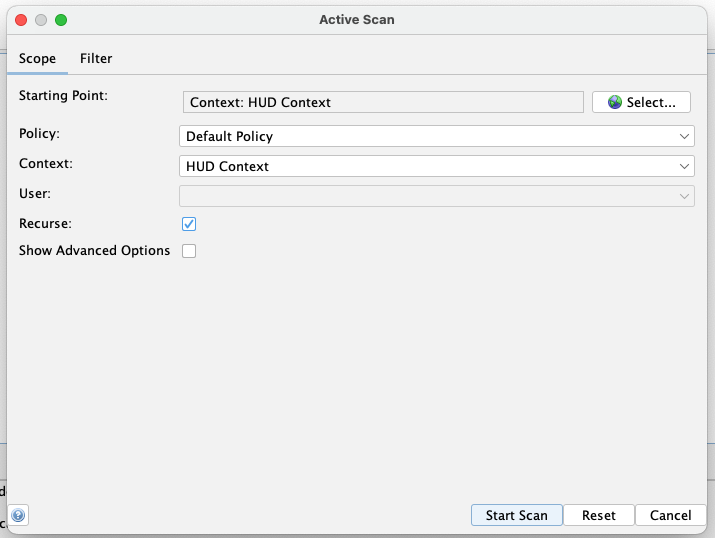 Active Scan
Scope Filter
Starting Point: Context: HUD Context Select...
Policy: Default Policy
Context: HUD Context
User:
Recurse:
Show Advanced Options
Start Scan Reset Cancel